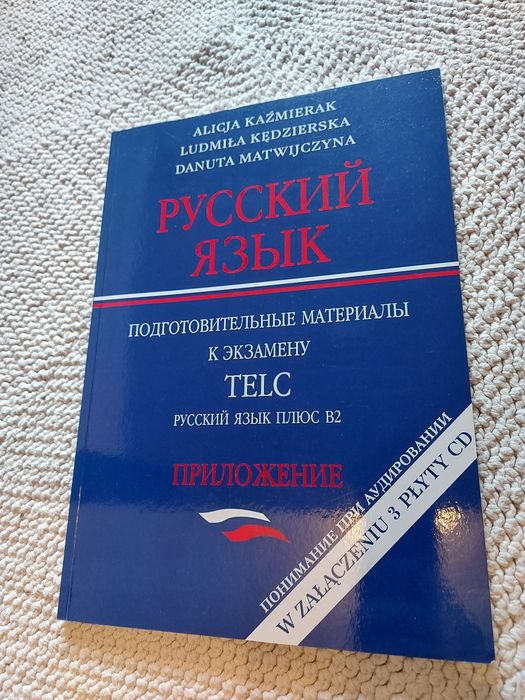 ALICJA KAŹMIERAK
LUDMIŁA KĘDZIERSKA
DANUTA MATWIJCZYNA
РУССКИЙ
ЯЗЫК
ПОДГОТОВИТЕЛЬНЫЕ МАТЕРИАЛЫ
К ЭКЗАМЕНУ
TELC
РУССКИЙ ЯЗЫК ПЛЮС B2
ПРИЛОЖЕНИЕ
ПОНИМАНИЕ ПРИ АУДИРОВАНИИ
W ZAŁĄCZENIU 3 PŁYTY CD